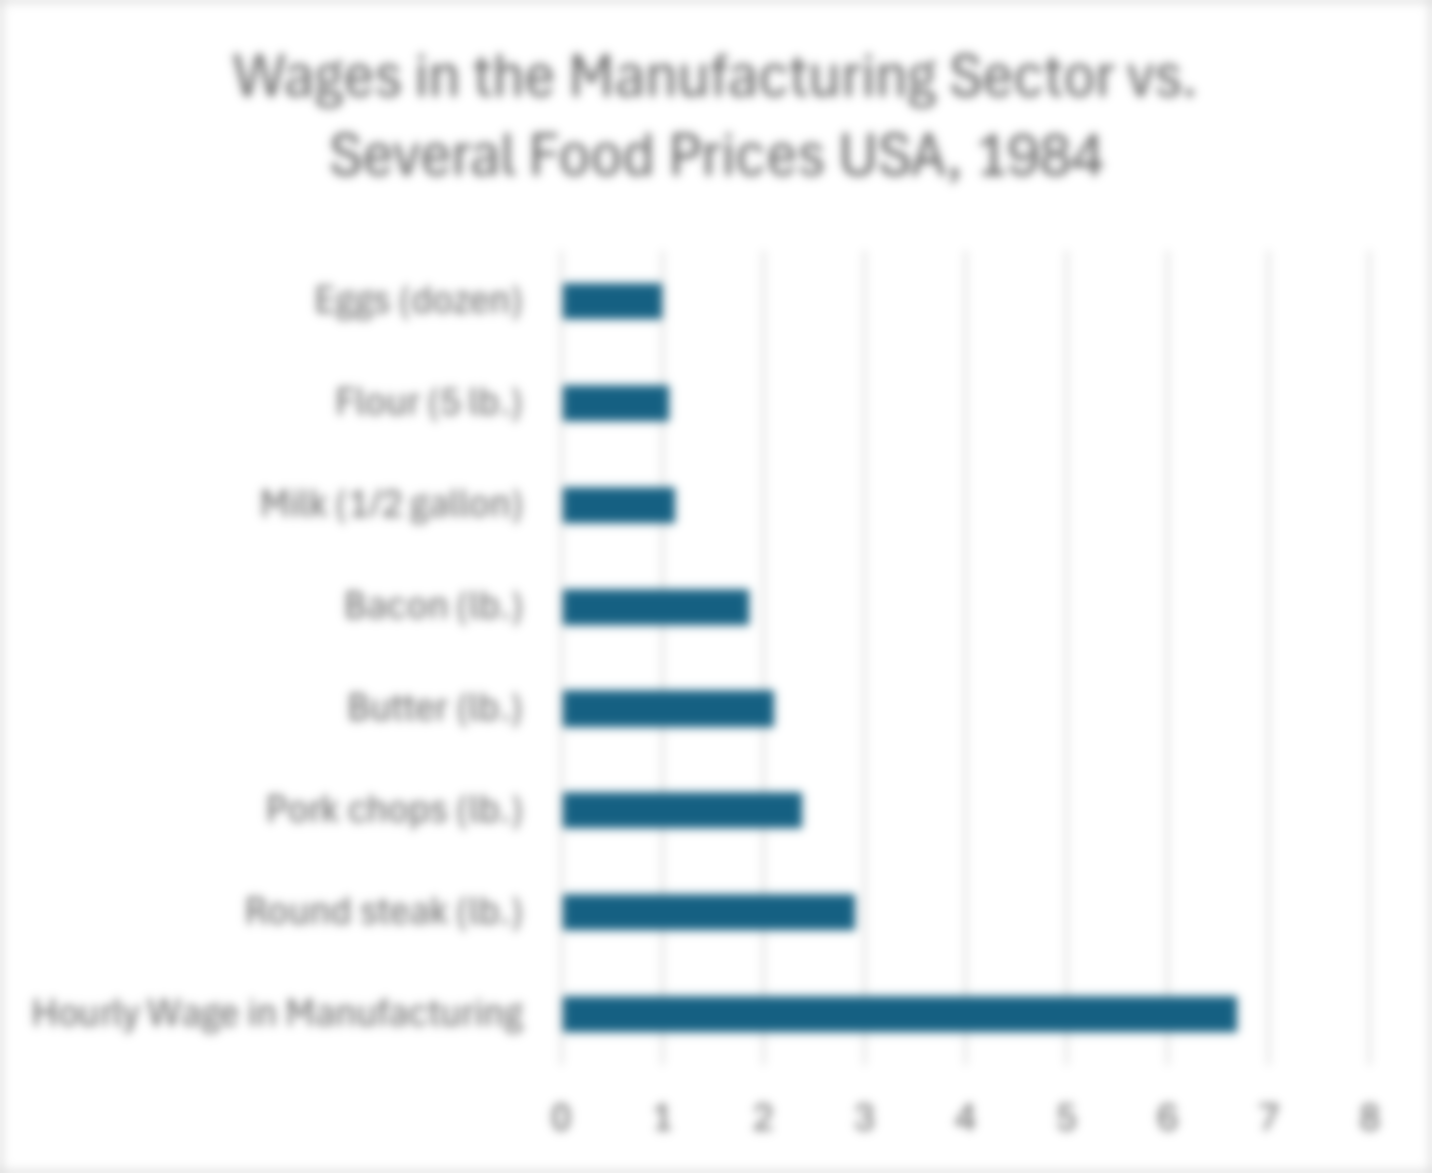 Wages in the Manufacturing Sector vs.
Several Food Prices USA, 1984
Eggs (dozen)
Flour (5 lb.)
Milk (1/2 gallon)
Bacon (lb.)
Butter (lb.)
Pork chops (lb.)
Round steak (lb.)
Hourly Wage in Manufacturing
0 1 2 3 4 5 6 7 8